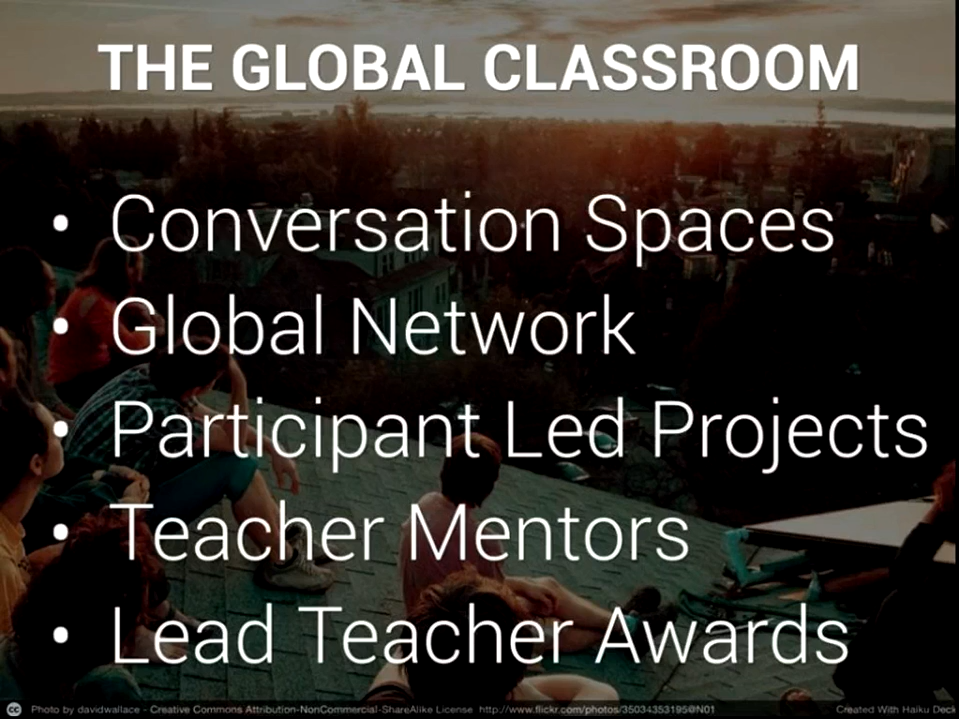 THE GLOBAL CLASSROOM
• Conversation Spaces
• Global Network
• Participant Led Projects
• Teacher Mentors
• Lead Teacher Awards
cc Photo by davidwallace - Creative Commons Attribution-NonCommercial-ShareAlike License http://www.flickr.com/photos/35034353195@N01 Created With Haiku Deck